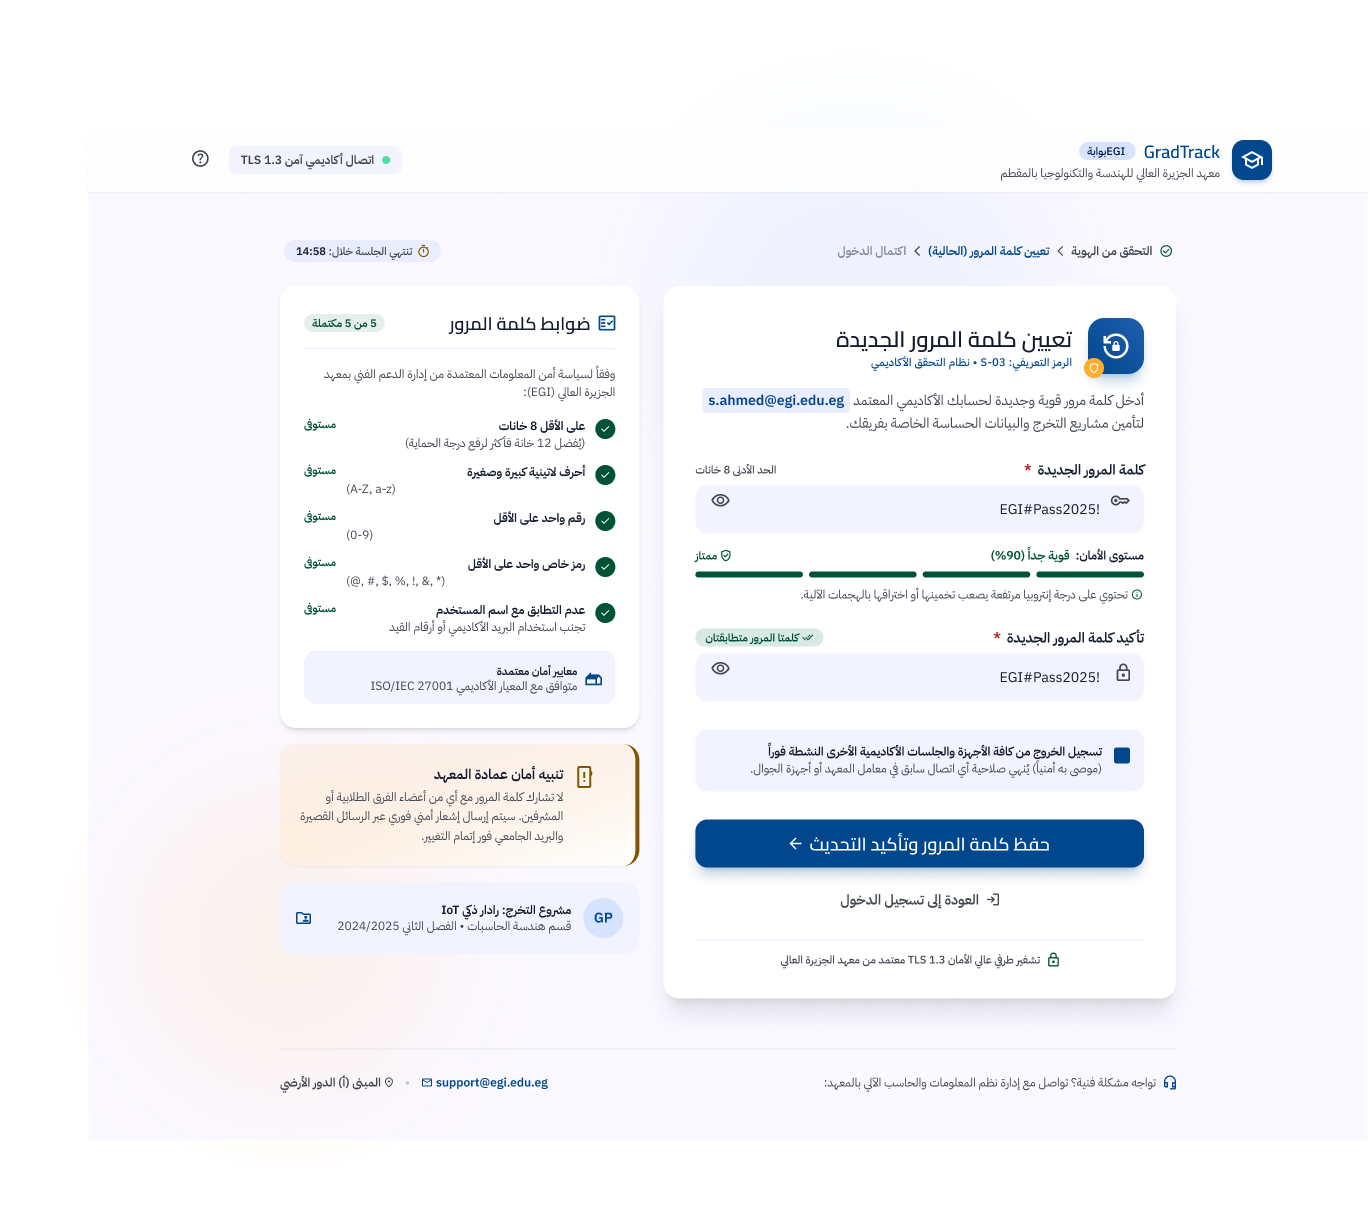 GradTrack
بوابةEGI
معهد الجزيرة العالي للهندسة والتكنولوجيا بالمقطم
اتصال أكاديمي آمن TLS 1.3
التحقق من الهوية
تعيين كلمة المرور (الحالية)
اكتمال الدخول
تنتهي الجلسة خلال: 14:58
تعيين كلمة المرور الجديدة
الرمز التعريفي: S-03 • نظام التحقق الأكاديمي
أدخل كلمة مرور قوية وجديدة لحسابك الأكاديمي المعتمد s.ahmed@egi.edu.eg
لتأمين مشاريع التخرج والبيانات الحساسة الخاصة بفريقك.
كلمة المرور الجديدة *
الحد الأدنى 8 خانات
EGI#Pass2025!
مستوى الأمان: قوية جداً (90%)
ممتاز
تحتوي على درجة إنتروبيا مرتفعة يصعب تخمينها أو اختراقها بالهجمات الآلية.
تأكيد كلمة المرور الجديدة *
كلمتا المرور متطابقتان
EGI#Pass2025!
تسجيل الخروج من كافة الأجهزة والجلسات الأكاديمية الأخرى النشطة فوراً
(موصى به أمنياً) يُنهي صلاحية أي اتصال سابق في معامل المعهد أو أجهزة الجوال.
حفظ كلمة المرور وتأكيد التحديث
العودة إلى تسجيل الدخول
تشفير طرفي عالي الأمان TLS 1.3 معتمد من معهد الجزيرة العالي
ضوابط كلمة المرور
5 من 5 مكتملة
وفقاً لسياسة أمن المعلومات المعتمدة من إدارة الدعم الفني بمعهد
الجزيرة العالي (EGI):
على الأقل 8 خانات
مستوفى
(يُفضل 12 خانة فأكثر لرفع درجة الحماية)
أحرف لاتينية كبيرة وصغيرة
مستوفى
(A-Z, a-z)
رقم واحد على الأقل
مستوفى
(0-9)
رمز خاص واحد على الأقل
مستوفى
(@, #, $, %, !, &, *)
عدم التطابق مع اسم المستخدم
مستوفى
تجنب استخدام البريد الأكاديمي أو أرقام القيد
معايير أمان معتمدة
متوافق مع المعيار الأكاديمي ISO/IEC 27001
تنبيه أمان عمادة المعهد
لا تشارك كلمة المرور مع أي من أعضاء الفرق الطلابية أو
المشرفين. سيتم إرسال إشعار أمني فوري عبر الرسائل القصيرة
والبريد الجامعي فور إتمام التغيير.
GP
مشروع التخرج: رادار ذكي IoT
قسم هندسة الحاسبات • الفصل الثاني 2024/2025
تواجه مشكلة فنية؟ تواصل مع إدارة نظم المعلومات والحاسب الآلي بالمعهد:
support@egi.edu.eg
•
المبنى (أ) الدور الأرضي